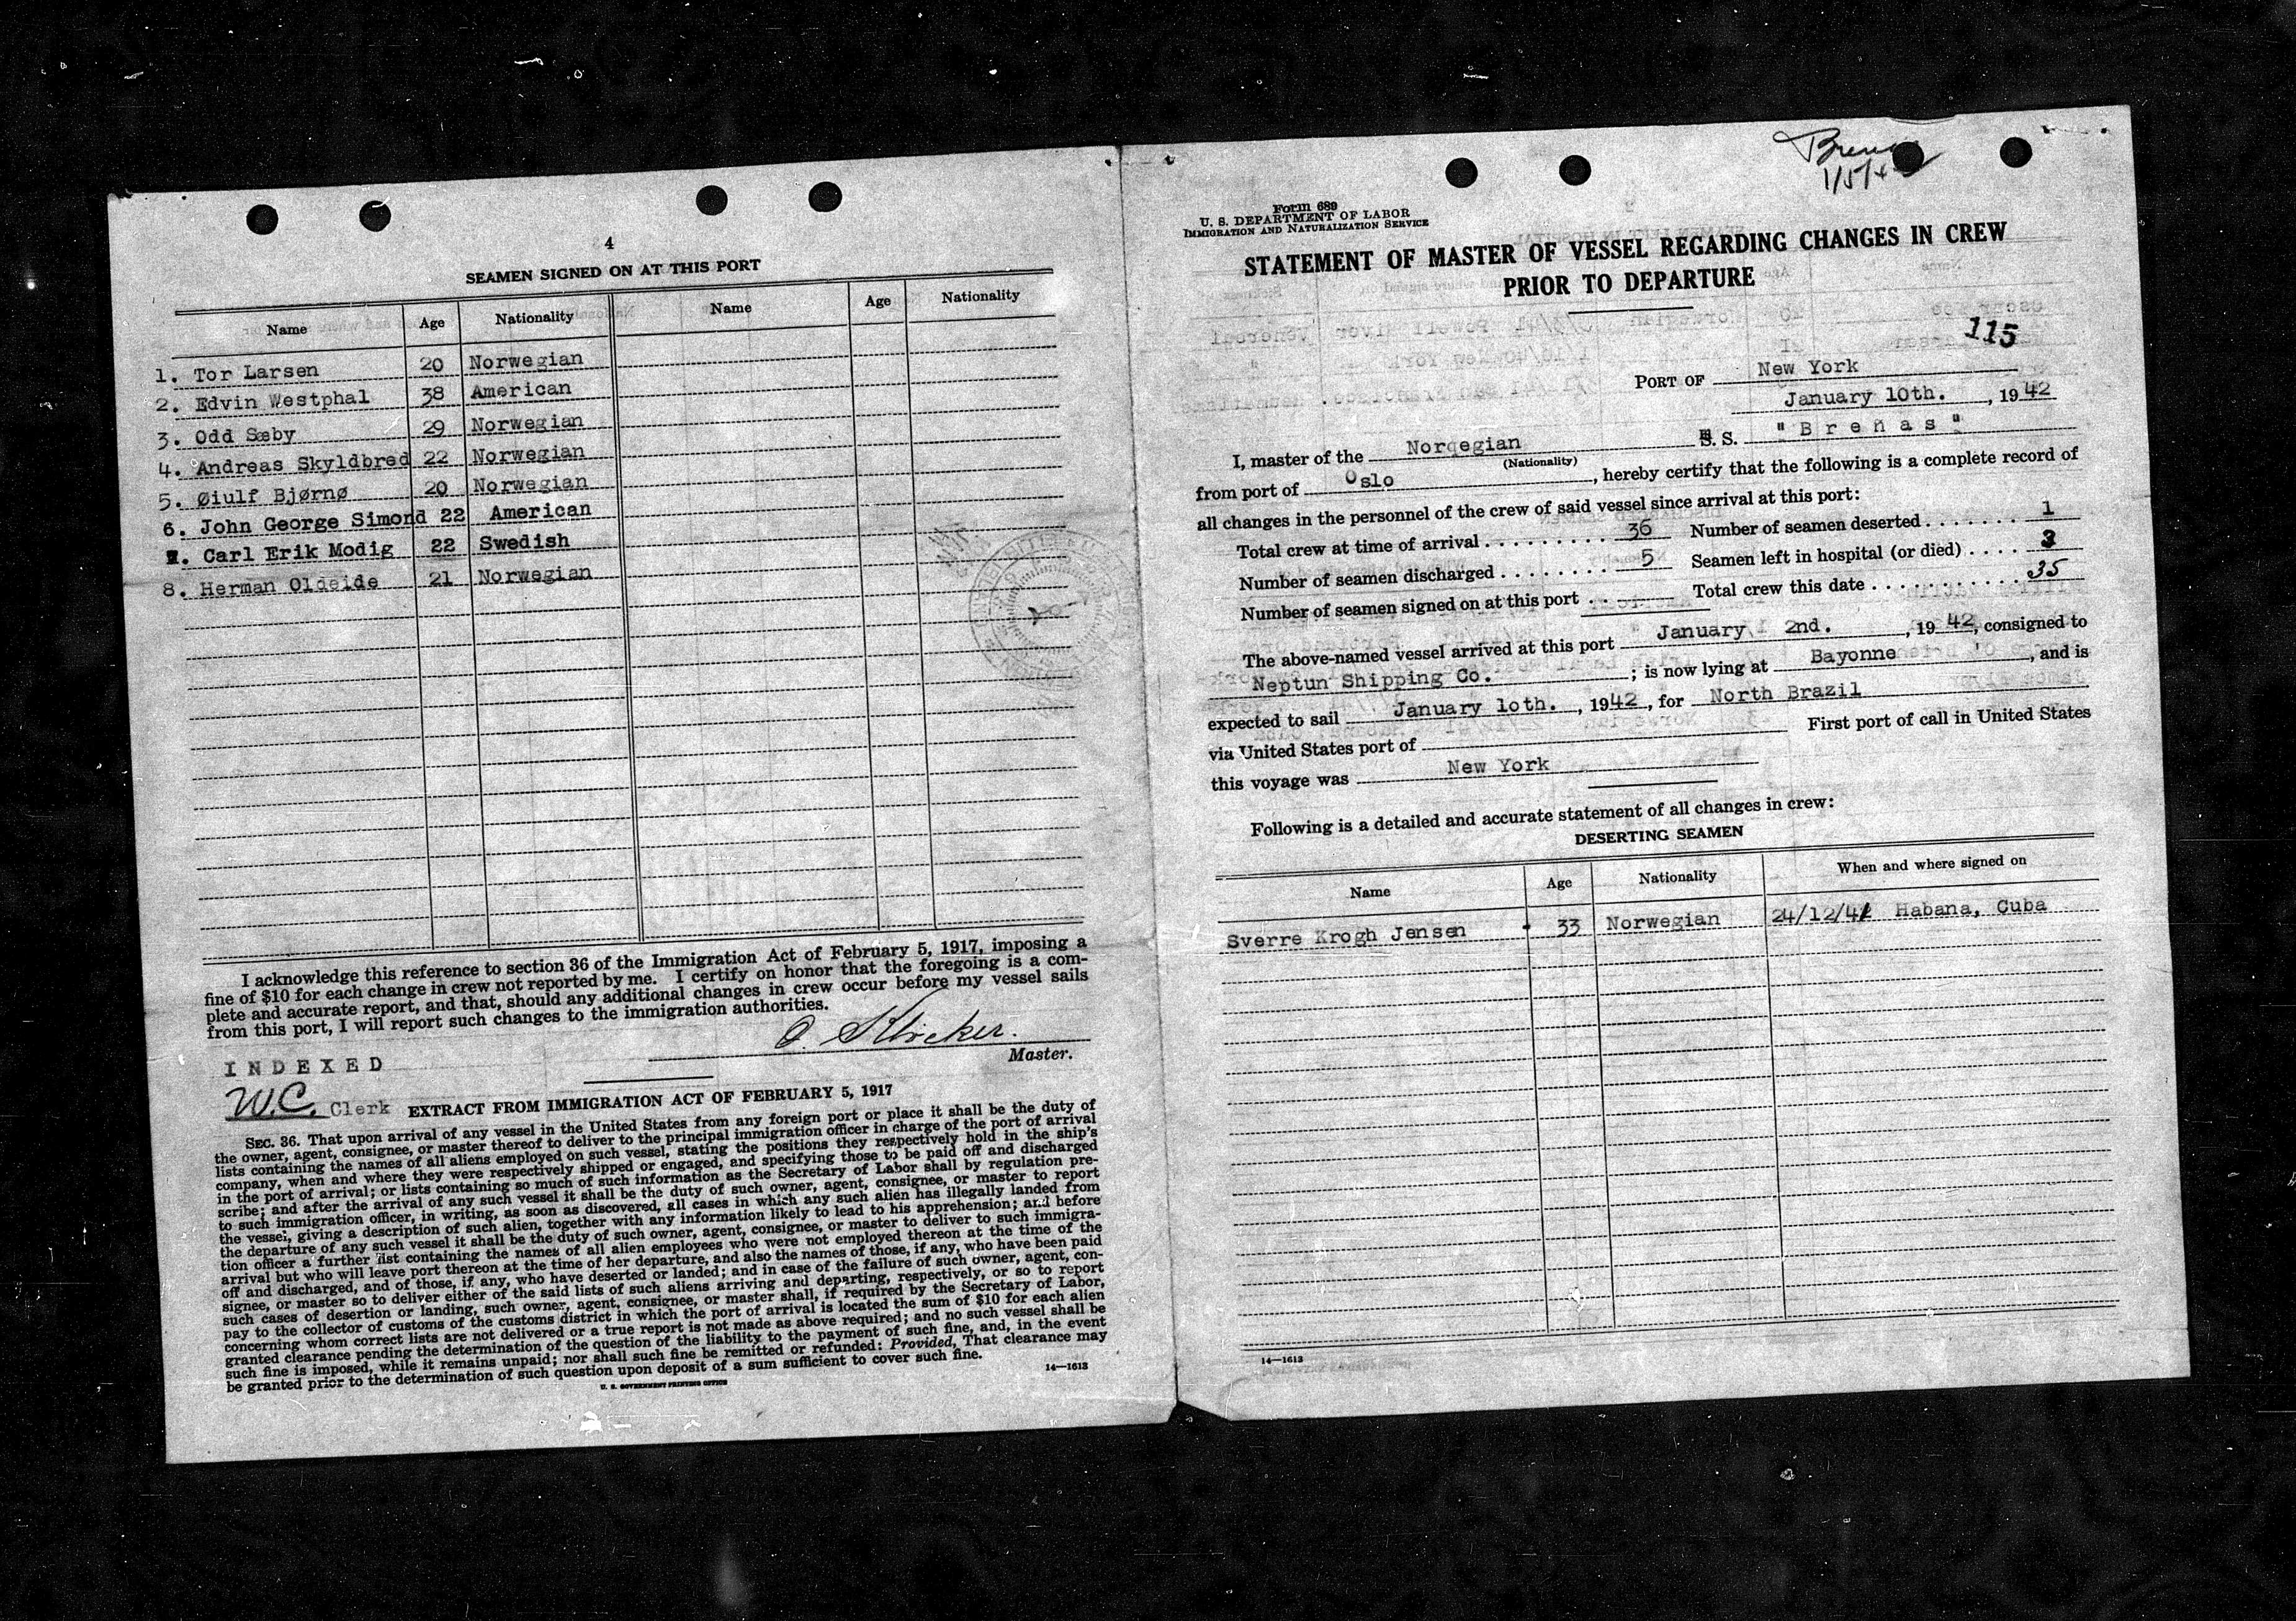 4
SEAMEN SIGNED ON AT THIS PORT
Name Age Nationality Name Age Nationality
1. Tor Larsen 20 Norwegian
2. Edvin Westphal 38 American
3. Odd Sæby 29 Norwegian
4. Andreas Skyldbred 22 Norwegian
5. Øiulf Bjørnø 20 Norwegian
6. John George Simond 22 American
7. Carl Erik Modig 22 Swedish
8. Herman Oldeide 21 Norwegian
I acknowledge this reference to section 36 of the Immigration Act of February 5, 1917, imposing a
fine of $10 for each change in crew not reported by me. I certify on honor that the foregoing is a com-
plete and accurate report, and that, should any additional changes in crew occur before my vessel sails
from this port, I will report such changes to the immigration authorities.
Master.
INDEXED
W.C. Clerk
EXTRACT FROM IMMIGRATION ACT OF FEBRUARY 5, 1917
SEC. 36. That upon arrival of any vessel in the United States from any foreign port or place it shall be the duty of
the owner, agent, consignee, or master thereof to deliver to the principal immigration officer in charge of the port of arrival
lists containing the names of all aliens employed on such vessel, stating the positions they respectively hold in the ship's
company, when and where they were respectively shipped or engaged, and specifying those to be paid off and discharged
in the port of arrival; or lists containing so much of such information as the Secretary of Labor shall by regulation pre-
scribe; and after the arrival of any such vessel it shall be the duty of such owner, agent, consignee, or master to report
to such immigration officer, in writing, as soon as discovered, all cases in which any such alien has illegally landed from
the vessel, giving a description of such alien, together with any information likely to lead to his apprehension; and before
the departure of any such vessel it shall be the duty of such owner, agent, consignee, or master to deliver to such immigra-
tion officer a further list containing the names of all alien employees who were not employed thereon at the time of the
arrival but who will leave port thereon at the time of her departure, and also the names of those, if any, who have been paid
off and discharged, and of those, if any, who have deserted or landed; and in case of the failure of such owner, agent, con-
signee, or master so to deliver either of the said lists of such aliens arriving and departing, respectively, or so to report
such cases of desertion or landing, such owner, agent, consignee, or master shall, if required by the Secretary of Labor,
pay to the collector of customs of the customs district in which the port of arrival is located the sum of $10 for each alien
concerning whom correct lists are not delivered or a true report is not made as above required; and no such vessel shall be
granted clearance pending the determination of the question of the liability to the payment of such fine, and, in the event
such fine is imposed, while it remains unpaid; nor shall such fine be remitted or refunded: Provided, That clearance may
be granted prior to the determination of such question upon deposit of a sum sufficient to cover such fine.
U. S. GOVERNMENT PRINTING OFFICE 14—1613
Form 689
U. S. DEPARTMENT OF LABOR
IMMIGRATION AND NATURALIZATION SERVICE
STATEMENT OF MASTER OF VESSEL REGARDING CHANGES IN CREW
PRIOR TO DEPARTURE
115
PORT OF New York
January 10th. , 1942
I, master of the Norqegian S. S. "Breñas"
(Nationality)
from port of Oslo , hereby certify that the following is a complete record of
all changes in the personnel of the crew of said vessel since arrival at this port:
Total crew at time of arrival 36 Number of seamen deserted 1
Number of seamen discharged 5 Seamen left in hospital (or died) 3
Number of seamen signed on at this port Total crew this date 35
The above-named vessel arrived at this port January 2nd. , 1942, consigned to
Neptun Shipping Co. ; is now lying at Bayonne , and is
expected to sail January 1oth. , 1942, for North Brazil
via United States port of First port of call in United States
this voyage was New York
Following is a detailed and accurate statement of all changes in crew:
DESERTING SEAMEN
Name Age Nationality When and where signed on
Sverre Krogh Jensen 33 Norwegian 24/12/41 Habana, Cuba
14—1613